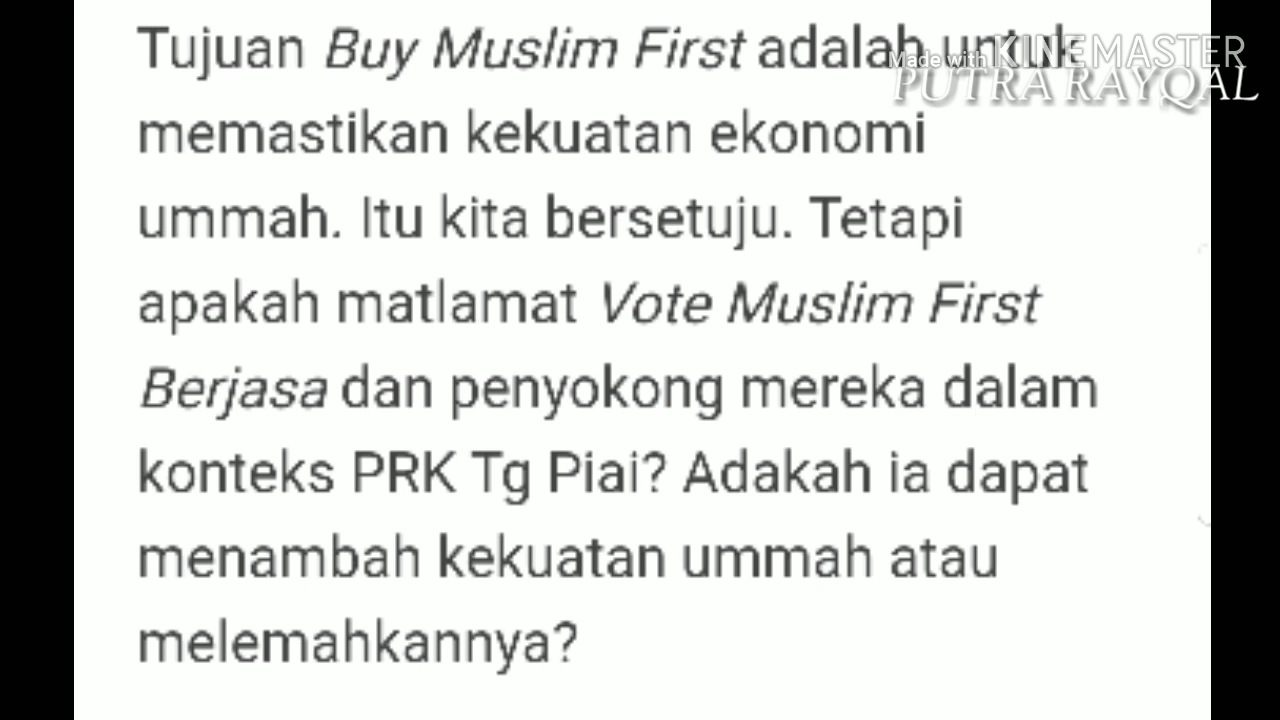 Tujuan Buy Muslim First adalah untuk
Made with KINEMASTER
PUTRA RAYQAL
memastikan kekuatan ekonomi
ummah. Itu kita bersetuju. Tetapi
apakah matlamat Vote Muslim First
Berjasa dan penyokong mereka dalam
konteks PRK Tg Piai? Adakah ia dapat
menambah kekuatan ummah atau
melemahkannya?